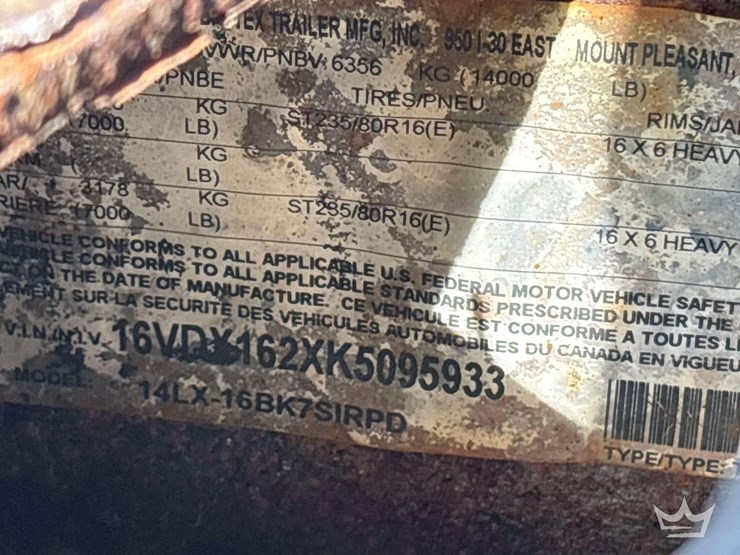 TEX TRAILER MFG, INC. 950 I-30 EAST MOUNT PLEASANT,
VWR/PNBV 6356 KG (14000 LB)
PNBE TIRES/PNEU RIMS/JA
KG
(7000 LB) ST235/80R16(E) 16 X 6 HEAVY
KG
LB)
AR/ 3178 KG
RIERE (7000 LB) ST235/80R16(E) 16 X 6 HEAVY
VEHICLE CONFORMS TO ALL APPLICABLE U.S. FEDERAL MOTOR VEHICLE SAFET
CONFORMS TO ALL APPLICABLE STANDARDS PRESCRIBED UNDER THE
ON THE DATE OF MANUFACTURE. CE VEHICULE EST CONFORME A TOUTES L
EMENT SUR LA SECURITE DES VEHICULES AUTOMOBILES DU CANADA EN VIGUEU
V.I.N./N.I.V. 16VDX162XK5095933
MODEL: 14LX-16BK7SIRPD
TYPE/TYPE: